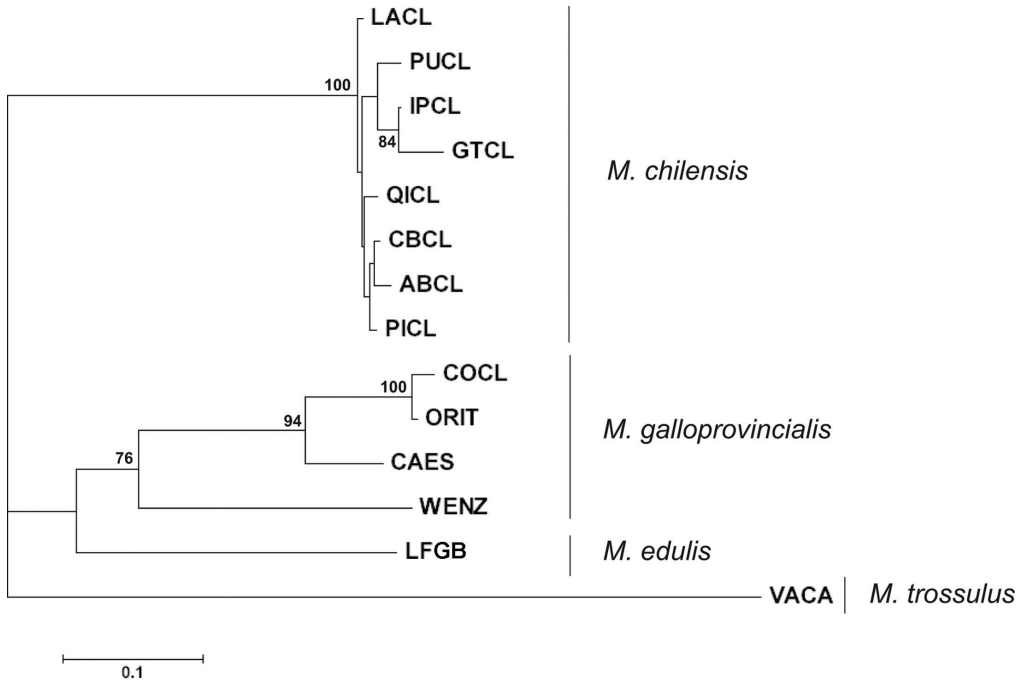 LACL
PUCL
100
IPCL
84
GTCL
M. chilensis
QICL
CBCL
ABCL
PICL
COCL
100
ORIT
94
M. galloprovincialis
76
CAES
WENZ
LFGB
M. edulis
VACA
M. trossulus
0.1